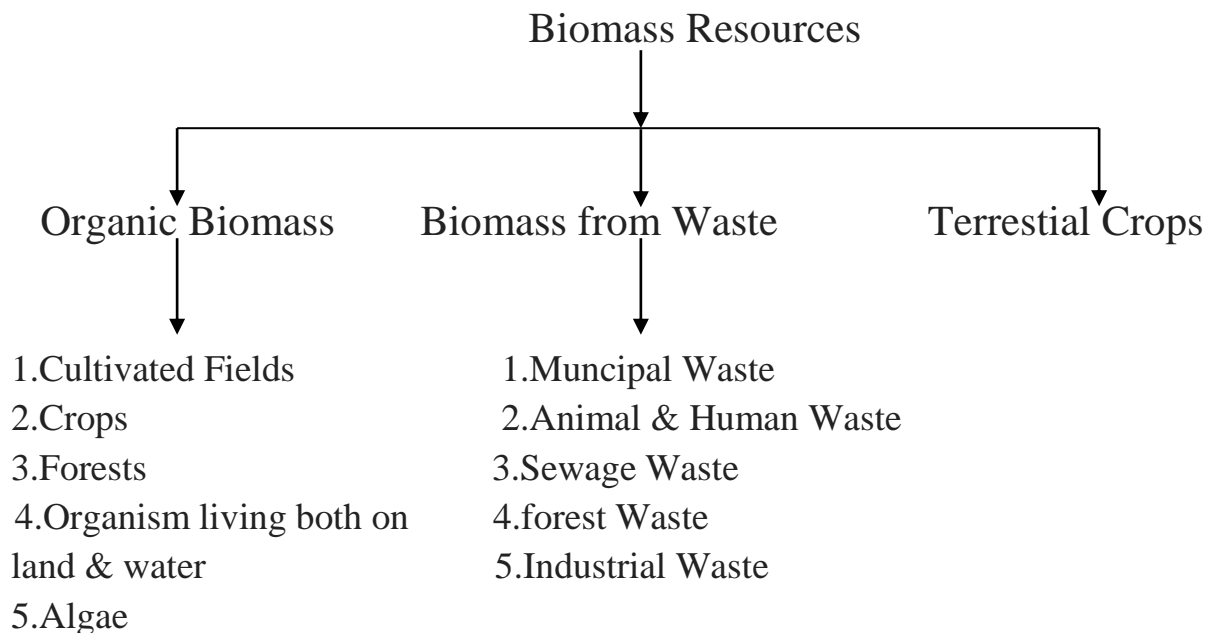 Biomass Resources
Organic Biomass
Biomass from Waste
Terrestial Crops
1.Cultivated Fields
2.Crops
3.Forests
4.Organism living both on
land & water
5.Algae
1.Muncipal Waste
2.Animal & Human Waste
3.Sewage Waste
4.forest Waste
5.Industrial Waste